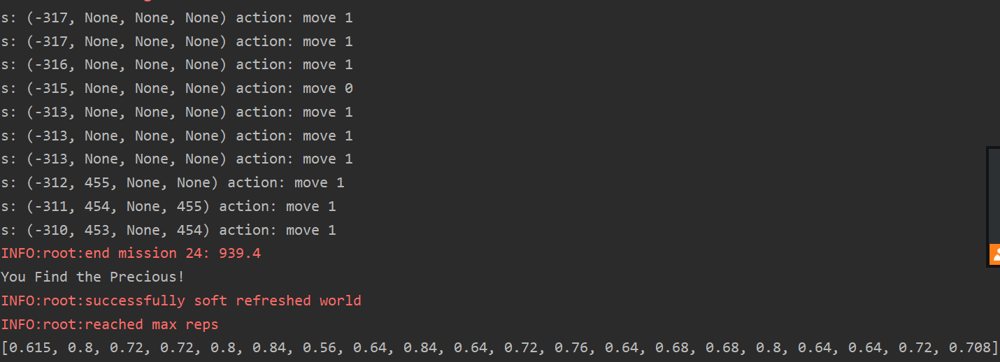 s: (-317, None, None, None) action: move 1
s: (-317, None, None, None) action: move 1
s: (-316, None, None, None) action: move 1
s: (-315, None, None, None) action: move 0
s: (-313, None, None, None) action: move 1
s: (-313, None, None, None) action: move 1
s: (-313, None, None, None) action: move 1
s: (-312, 455, None, None) action: move 1
s: (-311, 454, None, 455) action: move 1
s: (-310, 453, None, 454) action: move 1
INFO:root:end mission 24: 939.4
You Find the Precious!
INFO:root:successfully soft refreshed world
INFO:root:reached max reps
[0.615, 0.8, 0.72, 0.72, 0.8, 0.84, 0.56, 0.64, 0.84, 0.64, 0.72, 0.76, 0.64, 0.68, 0.68, 0.8, 0.64, 0.64, 0.72, 0.708]